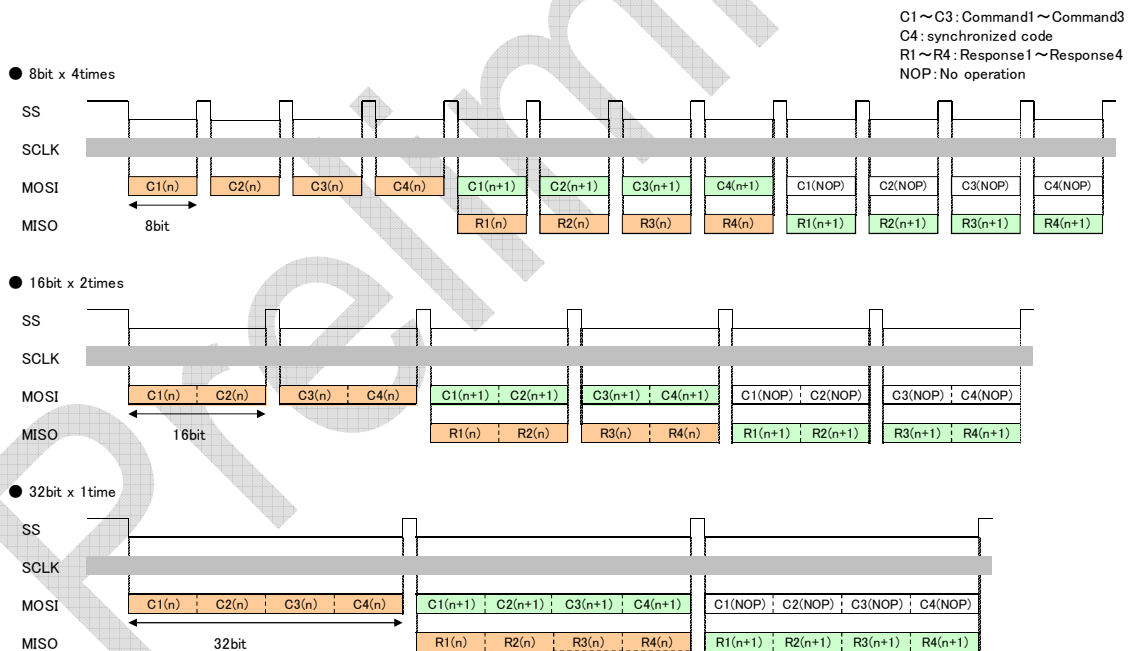 C1～C3:Command1～Command3
C4:synchronized code
R1～R4:Response1～Response4
NOP:No operation
● 8bit x 4times
SS
SCLK
MOSI C1(n) C2(n) C3(n) C4(n) C1(n+1) C2(n+1) C3(n+1) C4(n+1) C1(NOP) C2(NOP) C3(NOP) C4(NOP)
MISO 8bit R1(n) R2(n) R3(n) R4(n) R1(n+1) R2(n+1) R3(n+1) R4(n+1)
● 16bit x 2times
SS
SCLK
MOSI C1(n) C2(n) C3(n) C4(n) C1(n+1) C2(n+1) C3(n+1) C4(n+1) C1(NOP) C2(NOP) C3(NOP) C4(NOP)
MISO 16bit R1(n) R2(n) R3(n) R4(n) R1(n+1) R2(n+1) R3(n+1) R4(n+1)
● 32bit x 1time
SS
SCLK
MOSI C1(n) C2(n) C3(n) C4(n) C1(n+1) C2(n+1) C3(n+1) C4(n+1) C1(NOP) C2(NOP) C3(NOP) C4(NOP)
MISO 32bit R1(n) R2(n) R3(n) R4(n) R1(n+1) R2(n+1) R3(n+1) R4(n+1)
Prelim